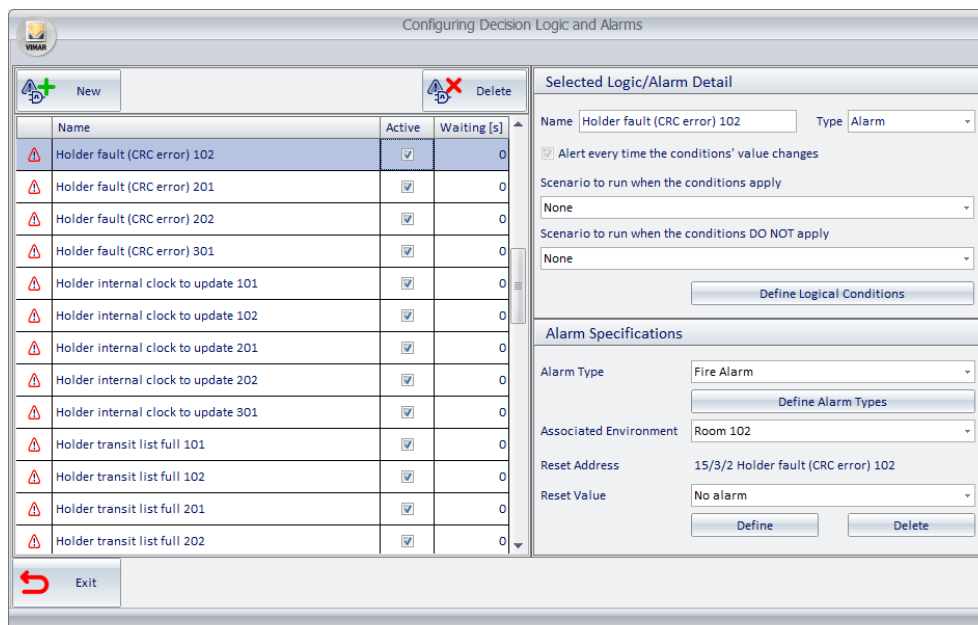 Configuring Decision Logic and Alarms
VIMAR
New
Delete
Name Active Waiting [s]
Holder fault (CRC error) 102 0
Holder fault (CRC error) 201 0
Holder fault (CRC error) 202 0
Holder fault (CRC error) 301 0
Holder internal clock to update 101 0
Holder internal clock to update 102 0
Holder internal clock to update 201 0
Holder internal clock to update 202 0
Holder internal clock to update 301 0
Holder transit list full 101 0
Holder transit list full 102 0
Holder transit list full 201 0
Holder transit list full 202 0
Exit
Selected Logic/Alarm Detail
Name Holder fault (CRC error) 102 Type Alarm
Alert every time the conditions' value changes
Scenario to run when the conditions apply
None
Scenario to run when the conditions DO NOT apply
None
Define Logical Conditions
Alarm Specifications
Alarm Type Fire Alarm
Define Alarm Types
Associated Environment Room 102
Reset Address 15/3/2 Holder fault (CRC error) 102
Reset Value No alarm
Define Delete